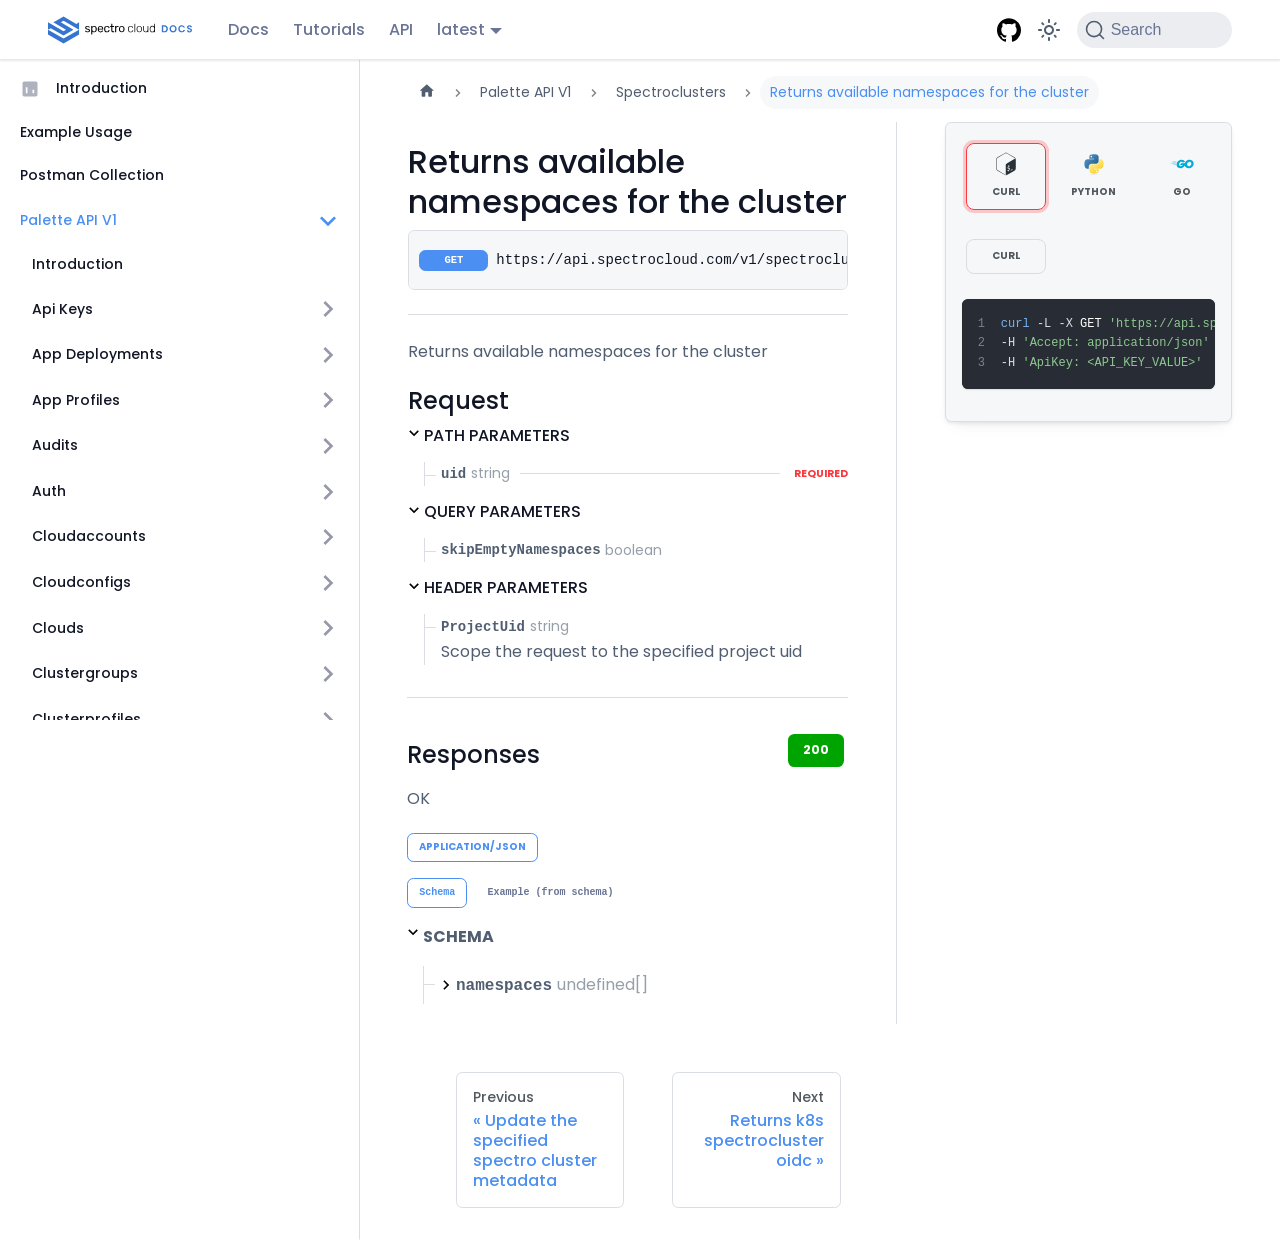 spectro cloud DOCS
Docs
Tutorials
API
latest
Search
Introduction
Example Usage
Postman Collection
Palette API V1
Introduction
Api Keys
App Deployments
App Profiles
Audits
Auth
Cloudaccounts
Cloudconfigs
Clouds
Clustergroups
Clusterprofiles
Palette API V1
Spectroclusters
Returns available namespaces for the cluster
Returns available
namespaces for the cluster
GET https://api.spectrocloud.com/v1/spectroclu
Returns available namespaces for the cluster
Request
PATH PARAMETERS
uid string REQUIRED
QUERY PARAMETERS
skipEmptyNamespaces boolean
HEADER PARAMETERS
ProjectUid string
Scope the request to the specified project uid
Responses
200
OK
APPLICATION/JSON
Schema
Example (from schema)
SCHEMA
namespaces undefined[]
CURL
PYTHON
GO
CURL
1 curl -L -X GET 'https://api.sp
2 -H 'Accept: application/json'
3 -H 'ApiKey: <API_KEY_VALUE>'
Previous
« Update the
specified
spectro cluster
metadata
Next
Returns k8s
spectrocluster
oidc »